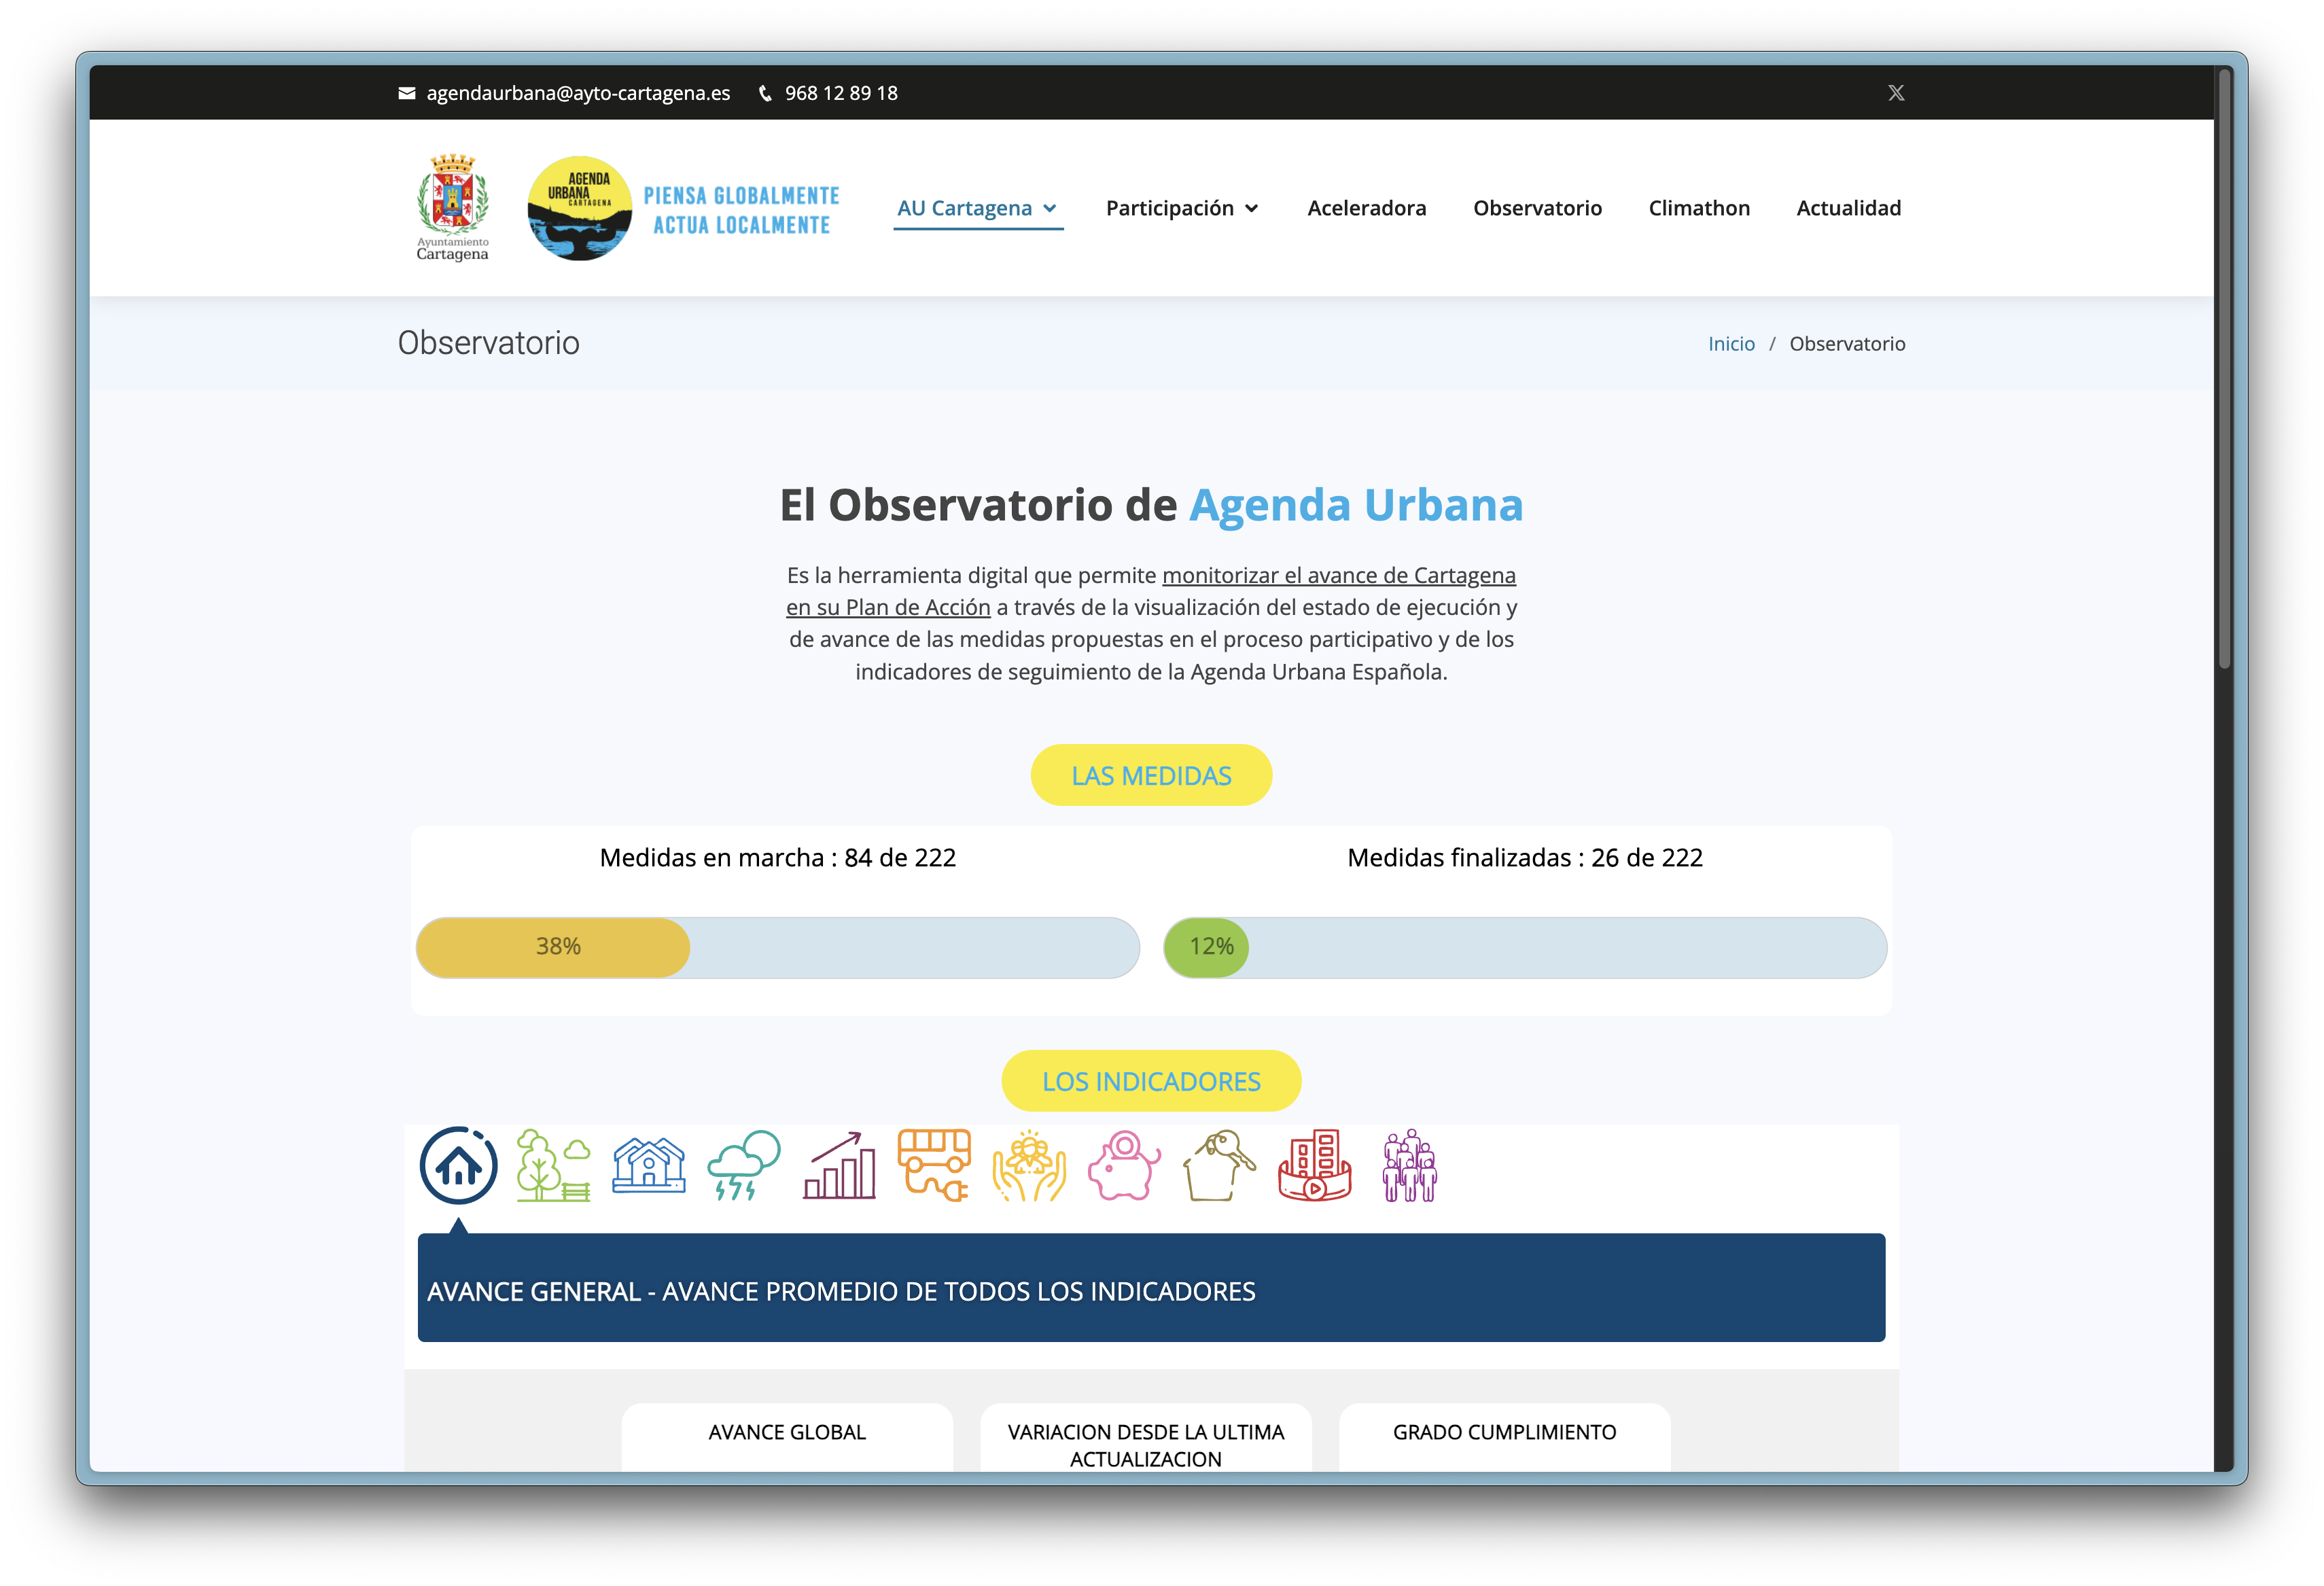 agendaurbana@ayto-cartagena.es 968 12 89 18
AGENDA
URBANA
CARTAGENA
PIENSA GLOBALMENTE
ACTUA LOCALMENTE
Ayuntamiento
Cartagena
AU Cartagena Participación Aceleradora Observatorio Climathon Actualidad
Observatorio
Inicio / Observatorio
El Observatorio de Agenda Urbana
Es la herramienta digital que permite monitorizar el avance de Cartagena
en su Plan de Acción a través de la visualización del estado de ejecución y
de avance de las medidas propuestas en el proceso participativo y de los
indicadores de seguimiento de la Agenda Urbana Española.
LAS MEDIDAS
Medidas en marcha : 84 de 222
Medidas finalizadas : 26 de 222
38%
12%
LOS INDICADORES
AVANCE GENERAL - AVANCE PROMEDIO DE TODOS LOS INDICADORES
AVANCE GLOBAL
VARIACION DESDE LA ULTIMA
ACTUALIZACION
GRADO CUMPLIMIENTO